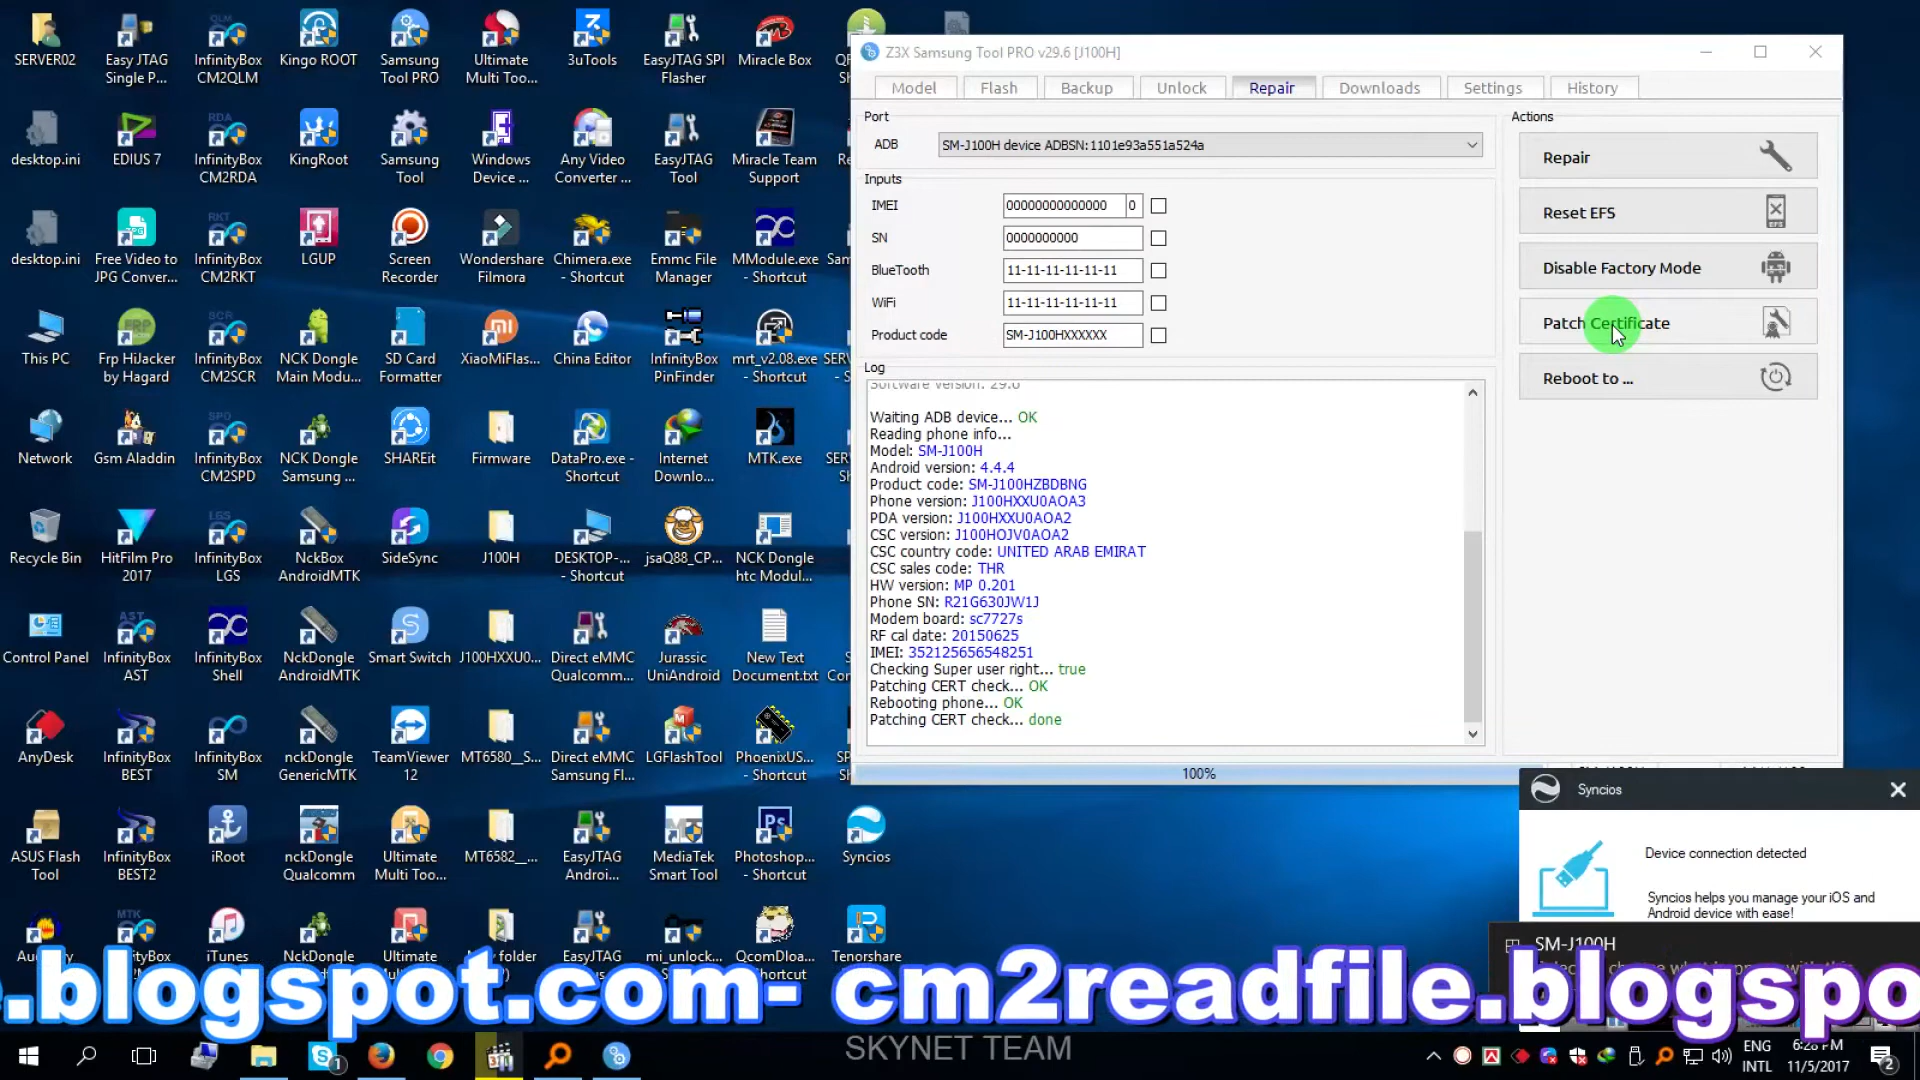 SERVER02
Easy JTAG Single P...
InfinityBox CM2QLM
Kingo ROOT
Samsung Tool PRO
Ultimate Multi Too...
3uTools
EasyJTAG SPI Flasher
Miracle Box
desktop.ini
EDIUS 7
InfinityBox CM2RDA
KingRoot
Samsung Tool
Windows Device ...
Any Video Converter ...
EasyJTAG Tool
Miracle Team Support
desktop.ini
Free Video to JPG Conver...
InfinityBox CM2RKT
LGUP
Screen Recorder
Wondershare Filmora
Chimera.exe - Shortcut
Emmc File Manager
MModule.exe - Shortcut
This PC
Frp HiJacker by Hagard
InfinityBox CM2SCR
NCK Dongle Main Modu...
SD Card Formatter
XiaoMiFlas...
China Editor
InfinityBox PinFinder
mrt_v2.08.exe - Shortcut
Network
Gsm Aladdin
InfinityBox CM2SPD
NCK Dongle Samsung ...
SHAREit
Firmware
DataPro.exe - Shortcut
Internet Downlo...
MTK.exe
Recycle Bin
HitFilm Pro 2017
InfinityBox LGS
NckBox AndroidMTK
SideSync
J100H
DESKTOP-... - Shortcut
jsaQ88_CP...
NCK Dongle htc Modul...
Control Panel
InfinityBox AST
InfinityBox Shell
NckDongle AndroidMTK
Smart Switch
J100HXXU0...
Direct eMMC Qualcomm...
Jurassic UniAndroid
New Text Document.txt
AnyDesk
InfinityBox BEST
InfinityBox SM
nckDongle GenericMTK
TeamViewer 12
MT6580__S...
Direct eMMC Samsung Fl...
LGFlashTool
PhoenixUS... - Shortcut
ASUS Flash Tool
InfinityBox BEST2
iRoot
nckDongle Qualcomm
Ultimate Multi Too...
MT6582__...
EasyJTAG Androi...
MediaTek Smart Tool
Photoshop... - Shortcut
Syncios
iTunes
NckDongle
Ultimate
EasyJTAG
mi_unlock...
QcomDloa...
Tenorshare
Z3X Samsung Tool PRO v29.6 [J100H]
Model
Flash
Backup
Unlock
Repair
Downloads
Settings
History
Port
ADB
SM-J100H device ADBSN:1101e93a551a524a
Inputs
IMEI
00000000000000
0
SN
0000000000
BlueTooth
11-11-11-11-11-11
WiFi
11-11-11-11-11-11
Product code
SM-J100HXXXXXX
Log
Software version: 29.6
Waiting ADB device... OK
Reading phone info...
Model: SM-J100H
Android version: 4.4.4
Product code: SM-J100HZBDBNG
Phone version: J100HXXU0AOA3
PDA version: J100HXXU0AOA2
CSC version: J100HOJV0AOA2
CSC country code: UNITED ARAB EMIRAT
CSC sales code: THR
HW version: MP 0.201
Phone SN: R21G630JW1J
Modem board: sc7727s
RF cal date: 20150625
IMEI: 352125656548251
Checking Super user right... true
Patching CERT check... OK
Rebooting phone... OK
Patching CERT check... done
100%
Actions
Repair
Reset EFS
Disable Factory Mode
Patch Certificate
Reboot to ...
Syncios
Device connection detected
Syncios helps you manage your iOS and
Android device with ease!
SM-J100H
.blogspot.com- cm2readfile.blogspo
SKYNET TEAM
ENG
INTL
6:28 PM
11/5/2017